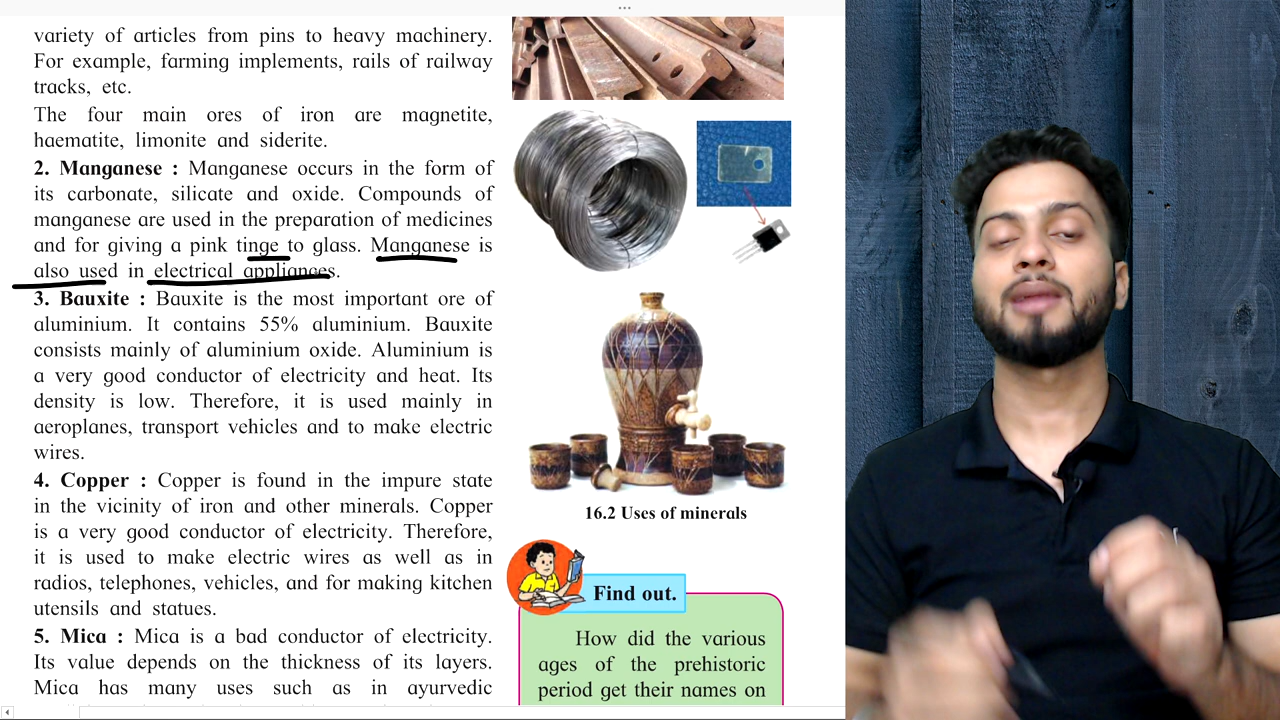 variety of articles from pins to heavy machinery.
For example, farming implements, rails of railway
tracks, etc.
The four main ores of iron are magnetite,
haematite, limonite and siderite.
2. Manganese : Manganese occurs in the form of
its carbonate, silicate and oxide. Compounds of
manganese are used in the preparation of medicines
and for giving a pink tinge to glass. Manganese is
also used in electrical appliances.
3. Bauxite : Bauxite is the most important ore of
aluminium. It contains 55% aluminium. Bauxite
consists mainly of aluminium oxide. Aluminium is
a very good conductor of electricity and heat. Its
density is low. Therefore, it is used mainly in
aeroplanes, transport vehicles and to make electric
wires.
4. Copper : Copper is found in the impure state
in the vicinity of iron and other minerals. Copper
is a very good conductor of electricity. Therefore,
it is used to make electric wires as well as in
radios, telephones, vehicles, and for making kitchen
utensils and statues.
5. Mica : Mica is a bad conductor of electricity.
Its value depends on the thickness of its layers.
Mica has many uses such as in ayurvedic
16.2 Uses of minerals
Find out.
How did the various
ages of the prehistoric
period get their names on